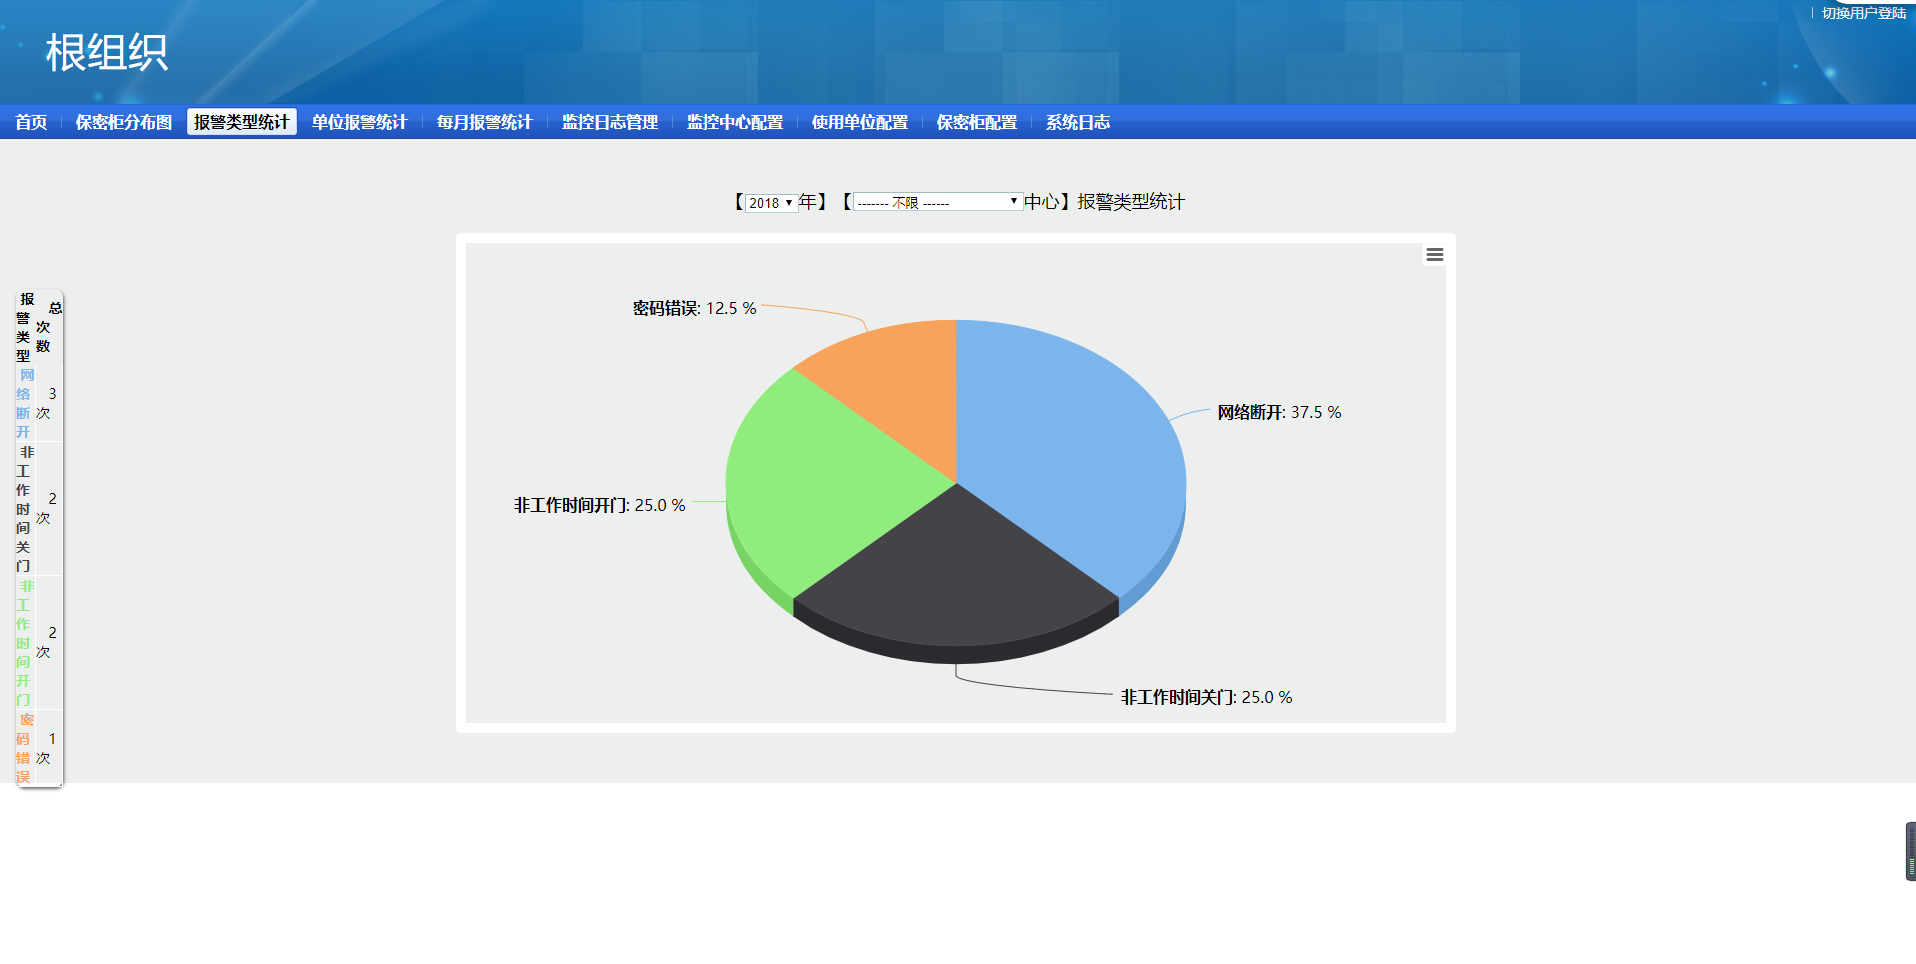 切换用户登陆
根组织
首页 保密柜分布图 报警类型统计 单位报警统计 每月报警统计 监控日志管理 监控中心配置 使用单位配置 保密柜配置 系统日志
【2018年】【------- 不限 ------中心】报警类型统计
报警类型 总次数
网络断开 3次
非工作时间关门 2次
非工作时间开门 2次
密码错误 1次
密码错误: 12.5 %
网络断开: 37.5 %
非工作时间开门: 25.0 %
非工作时间关门: 25.0 %